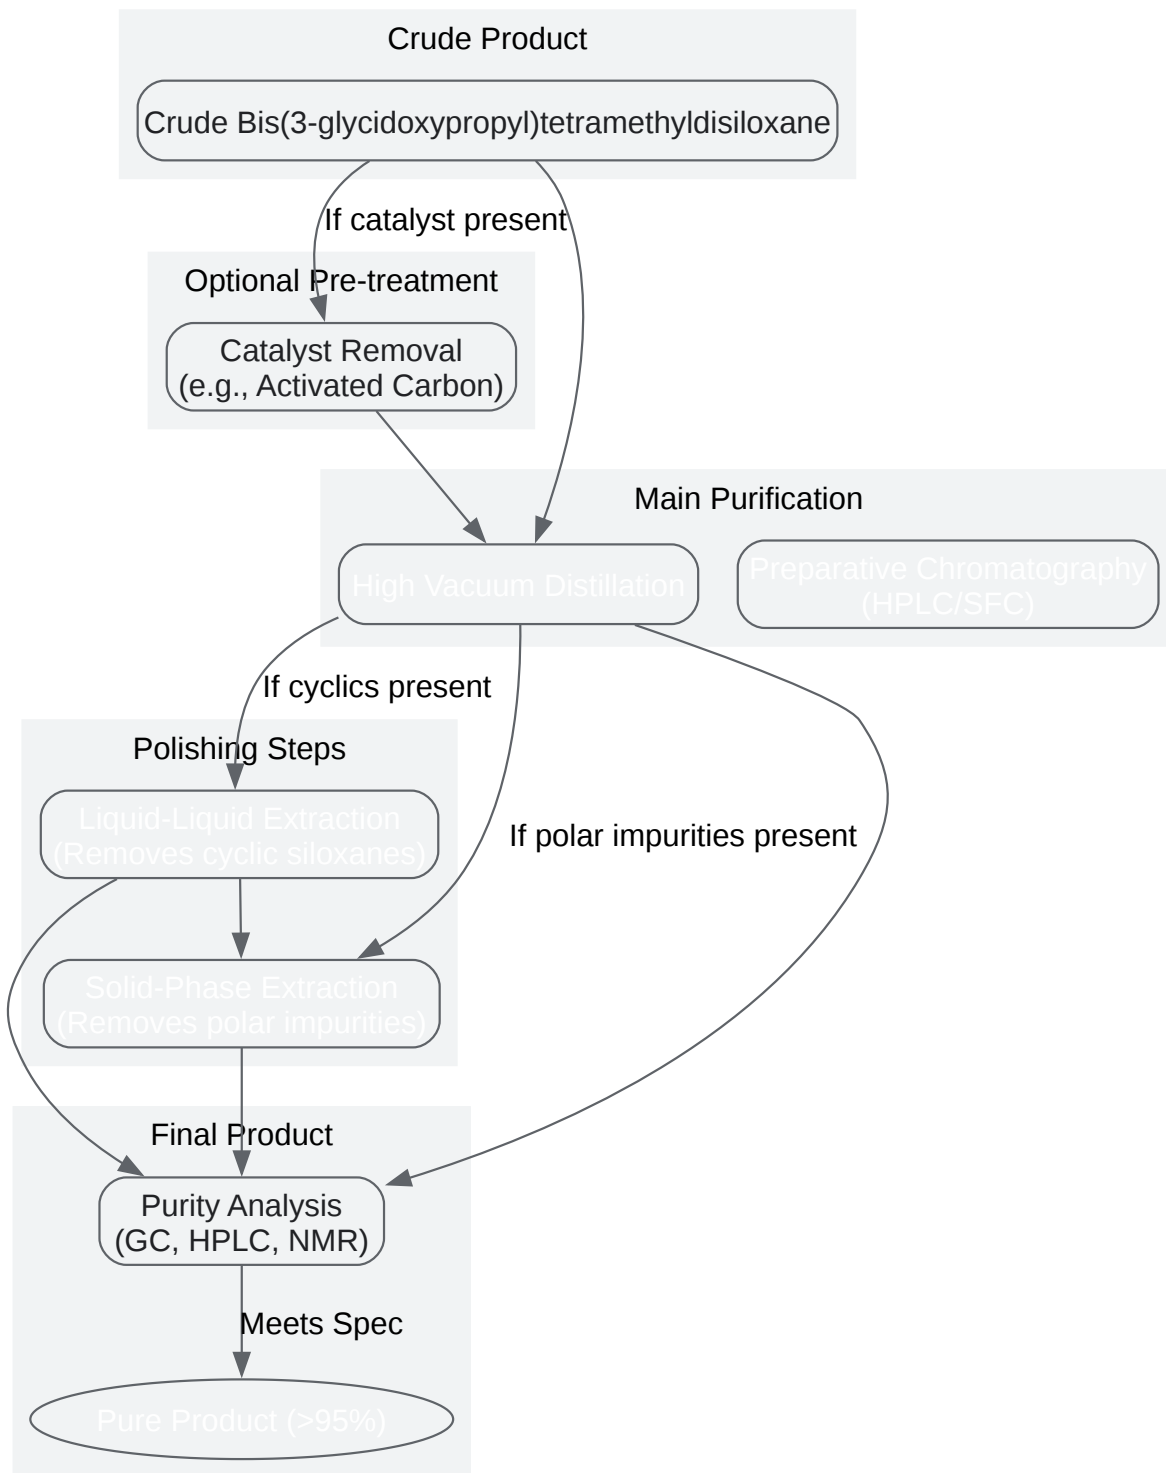 Crude Product
Crude Bis(3-glycidoxypropyl)tetramethyldisiloxane
If catalyst present
Optional Pre-treatment
Catalyst Removal
(e.g., Activated Carbon)
Main Purification
High Vacuum Distillation
Preparative Chromatography
(HPLC/SFC)
If cyclics present
Polishing Steps
Liquid-Liquid Extraction
(Removes cyclic siloxanes)
If polar impurities present
Solid-Phase Extraction
(Removes polar impurities)
Final Product
Purity Analysis
(GC, HPLC, NMR)
Meets Spec
Pure Product (>95%)